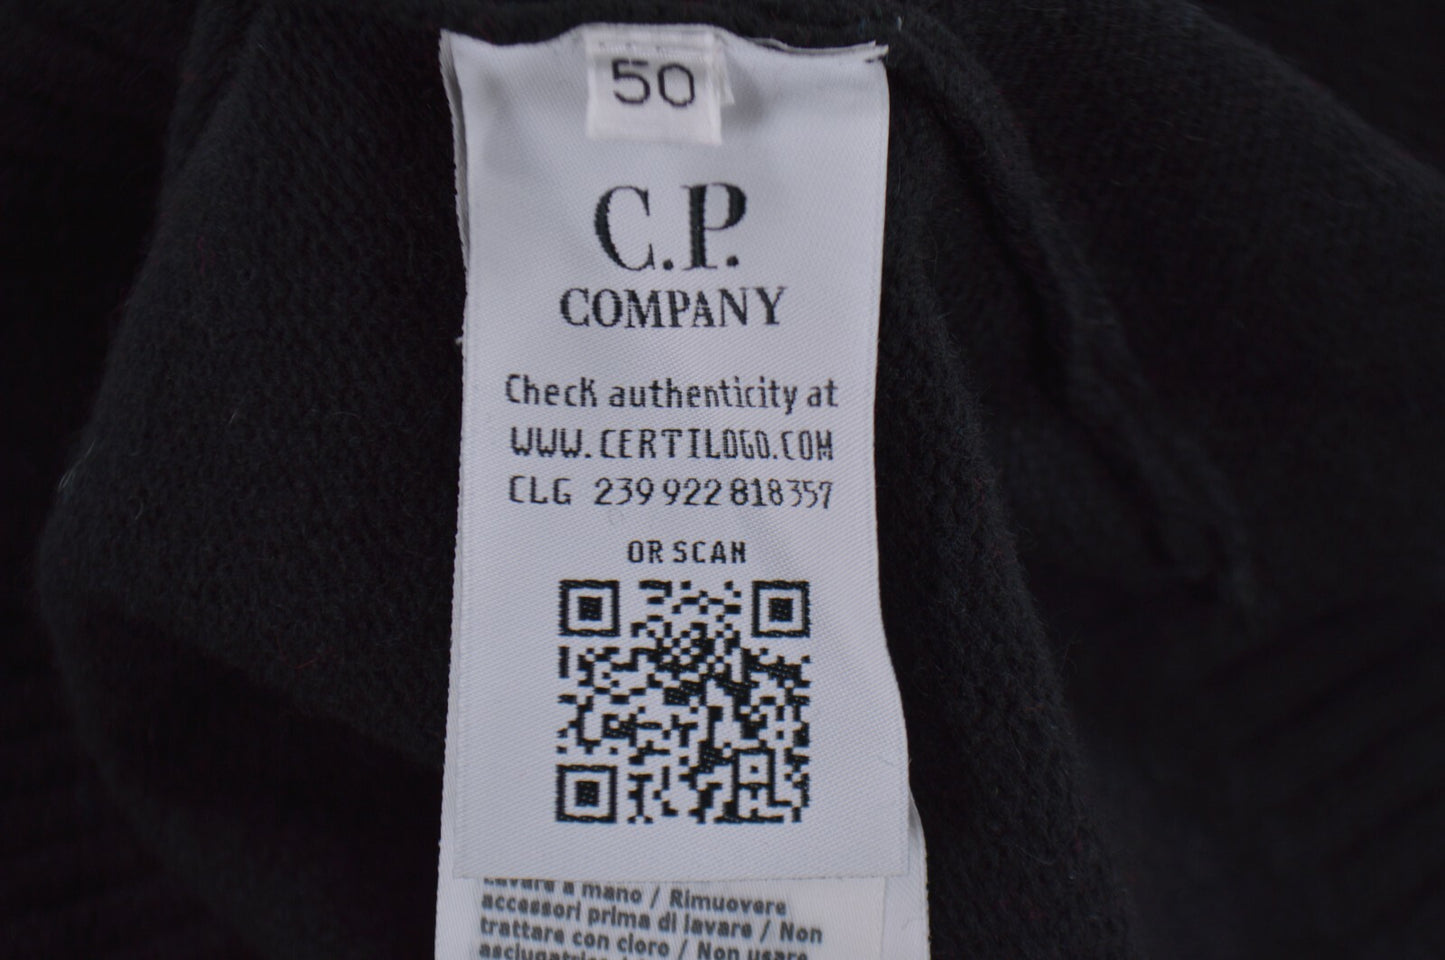 50
C.P.
COMPANY
Check authenticity at
WWW.CERTILOGO.COM
CLG 239 922 818357
OR SCAN
Lavare a mano / Rimuovere
accessori prima di lavare / Non
trattare con cloro / Non usare